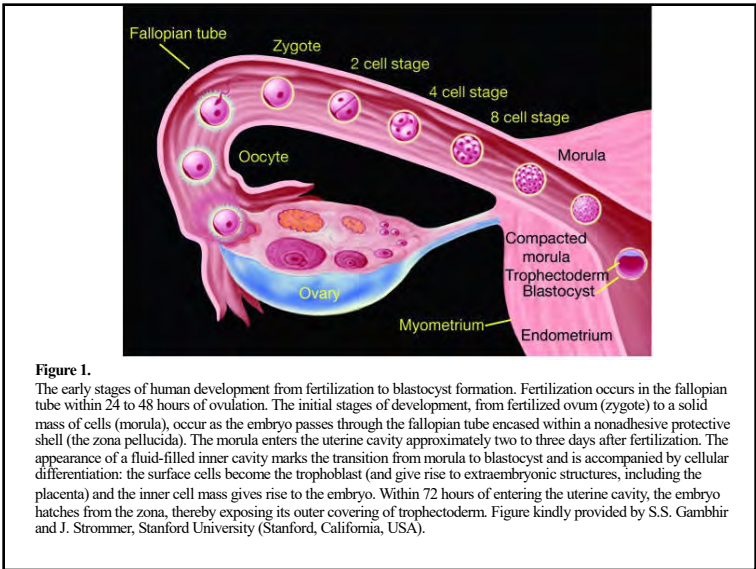 Fallopian tube
Zygote
2 cell stage
4 cell stage
8 cell stage
Oocyte
Morula
Compacted
morula
Trophectoderm
Blastocyst
Ovary
Myometrium
Endometrium
Figure 1.
The early stages of human development from fertilization to blastocyst formation. Fertilization occurs in the fallopian
tube within 24 to 48 hours of ovulation. The initial stages of development, from fertilized ovum (zygote) to a solid
mass of cells (morula), occur as the embryo passes through the fallopian tube encased within a nonadhesive protective
shell (the zona pellucida). The morula enters the uterine cavity approximately two to three days after fertilization. The
appearance of a fluid-filled inner cavity marks the transition from morula to blastocyst and is accompanied by cellular
differentiation: the surface cells become the trophoblast (and give rise to extraembryonic structures, including the
placenta) and the inner cell mass gives rise to the embryo. Within 72 hours of entering the uterine cavity, the embryo
hatches from the zona, thereby exposing its outer covering of trophectoderm. Figure kindly provided by S.S. Gambhir
and J. Strommer, Stanford University (Stanford, California, USA).